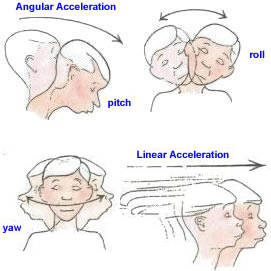 Angular Acceleration
roll
pitch
Linear Acceleration
yaw